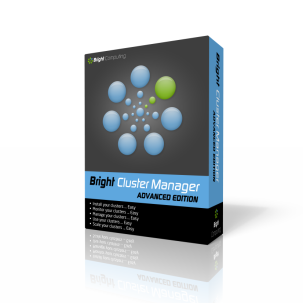 Bright Computing
Bright Cluster Manager
ADVANCED EDITION
• Install your clusters ... Easy
• Monitor your clusters ... Easy
• Manage your clusters ... Easy
• Use your clusters ... Easy
• Scale your clusters ... Easy
Bright Cluster Manager
ADVANCED EDITION